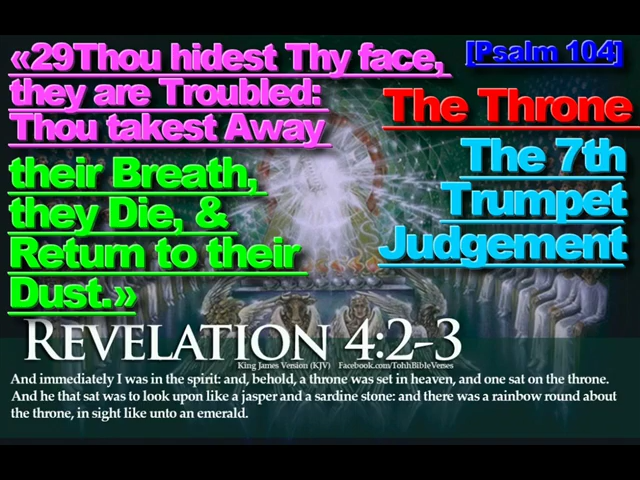 «29Thou hidest Thy face,
they are Troubled:
Thou takest Away
their Breath,
they Die, &
Return to their
Dust.»
[Psalm 104]
The Throne
The 7th
Trumpet
Judgement
REVELATION 4:2-3
King James Version (KJV) Facebook.com/TohhBibleVerses
And immediately I was in the spirit: and, behold, a throne was set in heaven, and one sat on the throne.
And he that sat was to look upon like a jasper and a sardine stone: and there was a rainbow round about
the throne, in sight like unto an emerald.